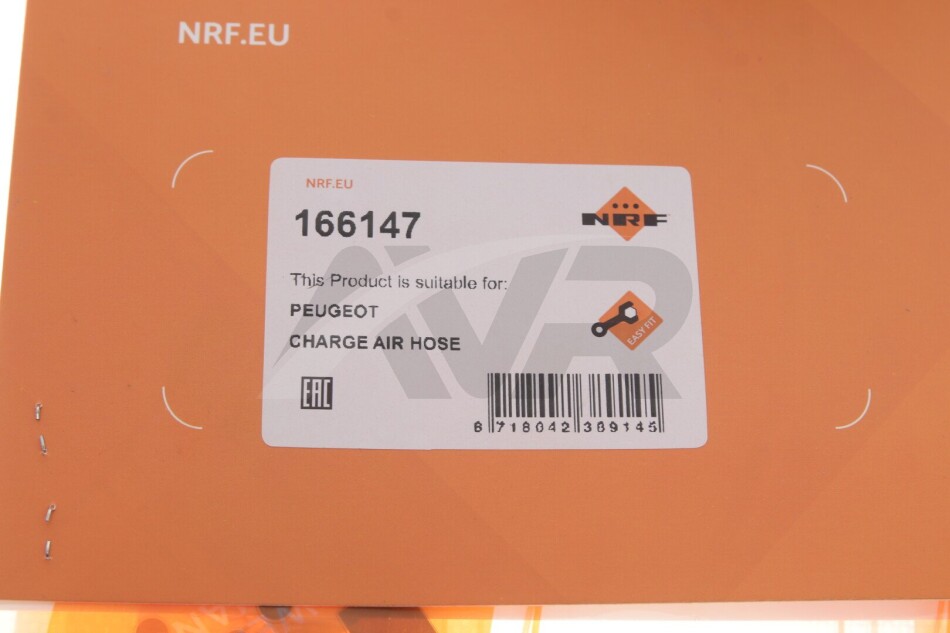 NRF.EU
NRF.EU
166147
NRF
This Product is suitable for:
PEUGEOT
CHARGE AIR HOSE
EASY FIT
EAC
8 718042 389145
AVR